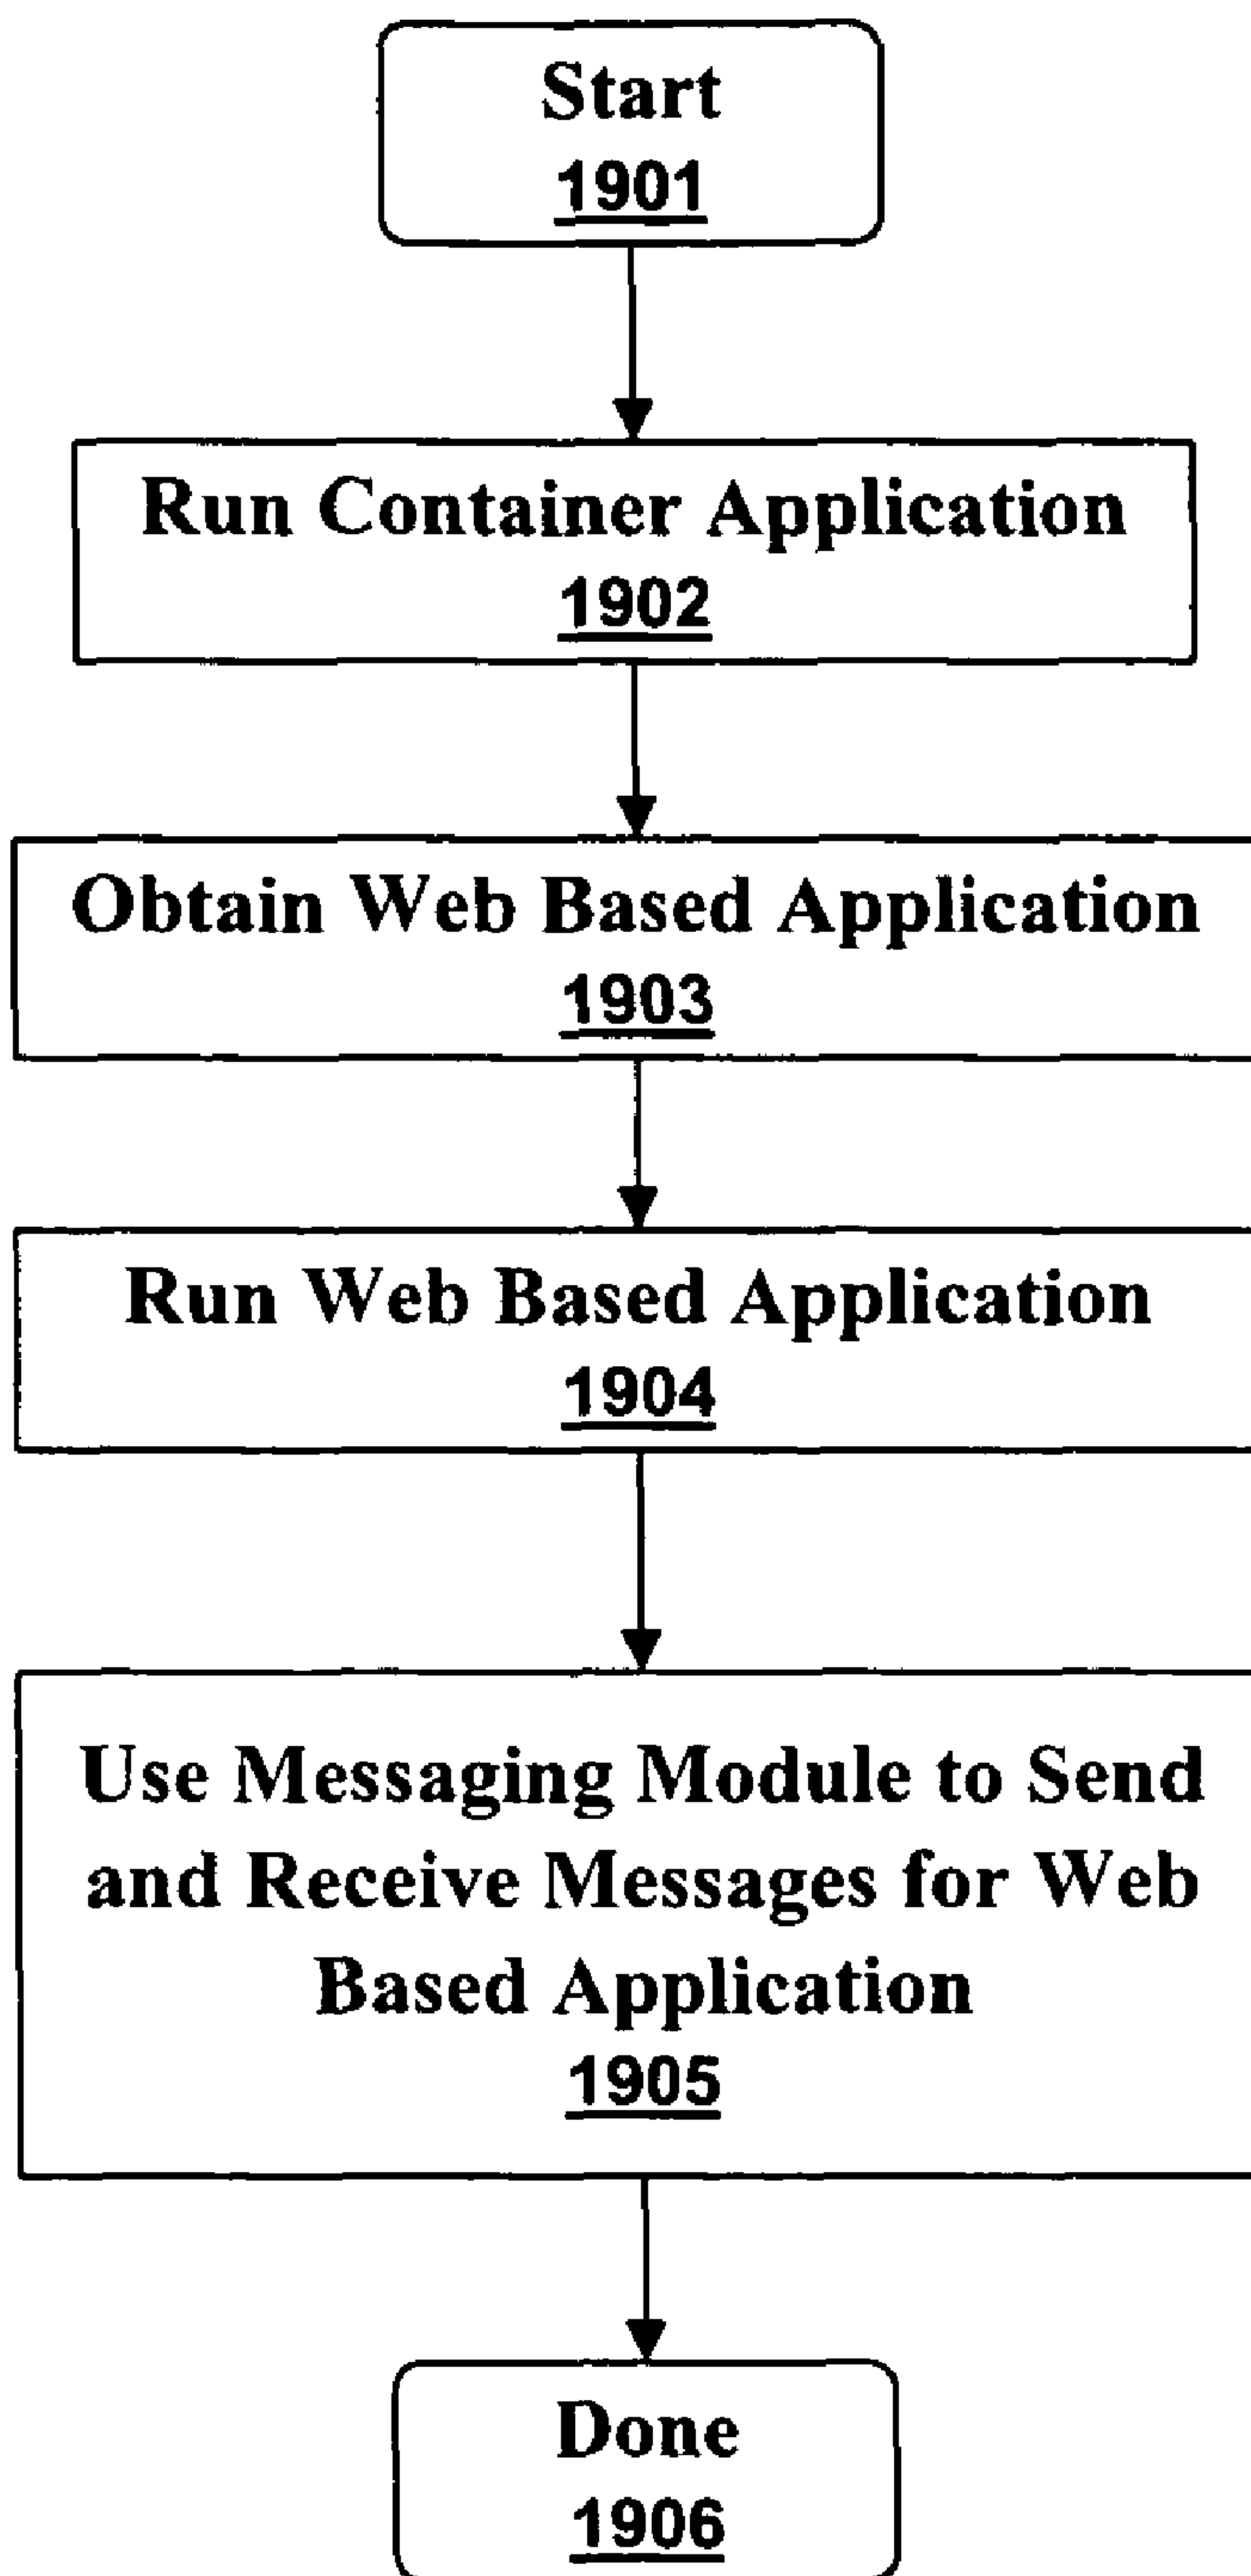 Start
1901
Run Container Application
1902
Obtain Web Based Application
1903
Run Web Based Application
1904
Use Messaging Module to Send
and Receive Messages for Web
Based Application
1905
Done
1906